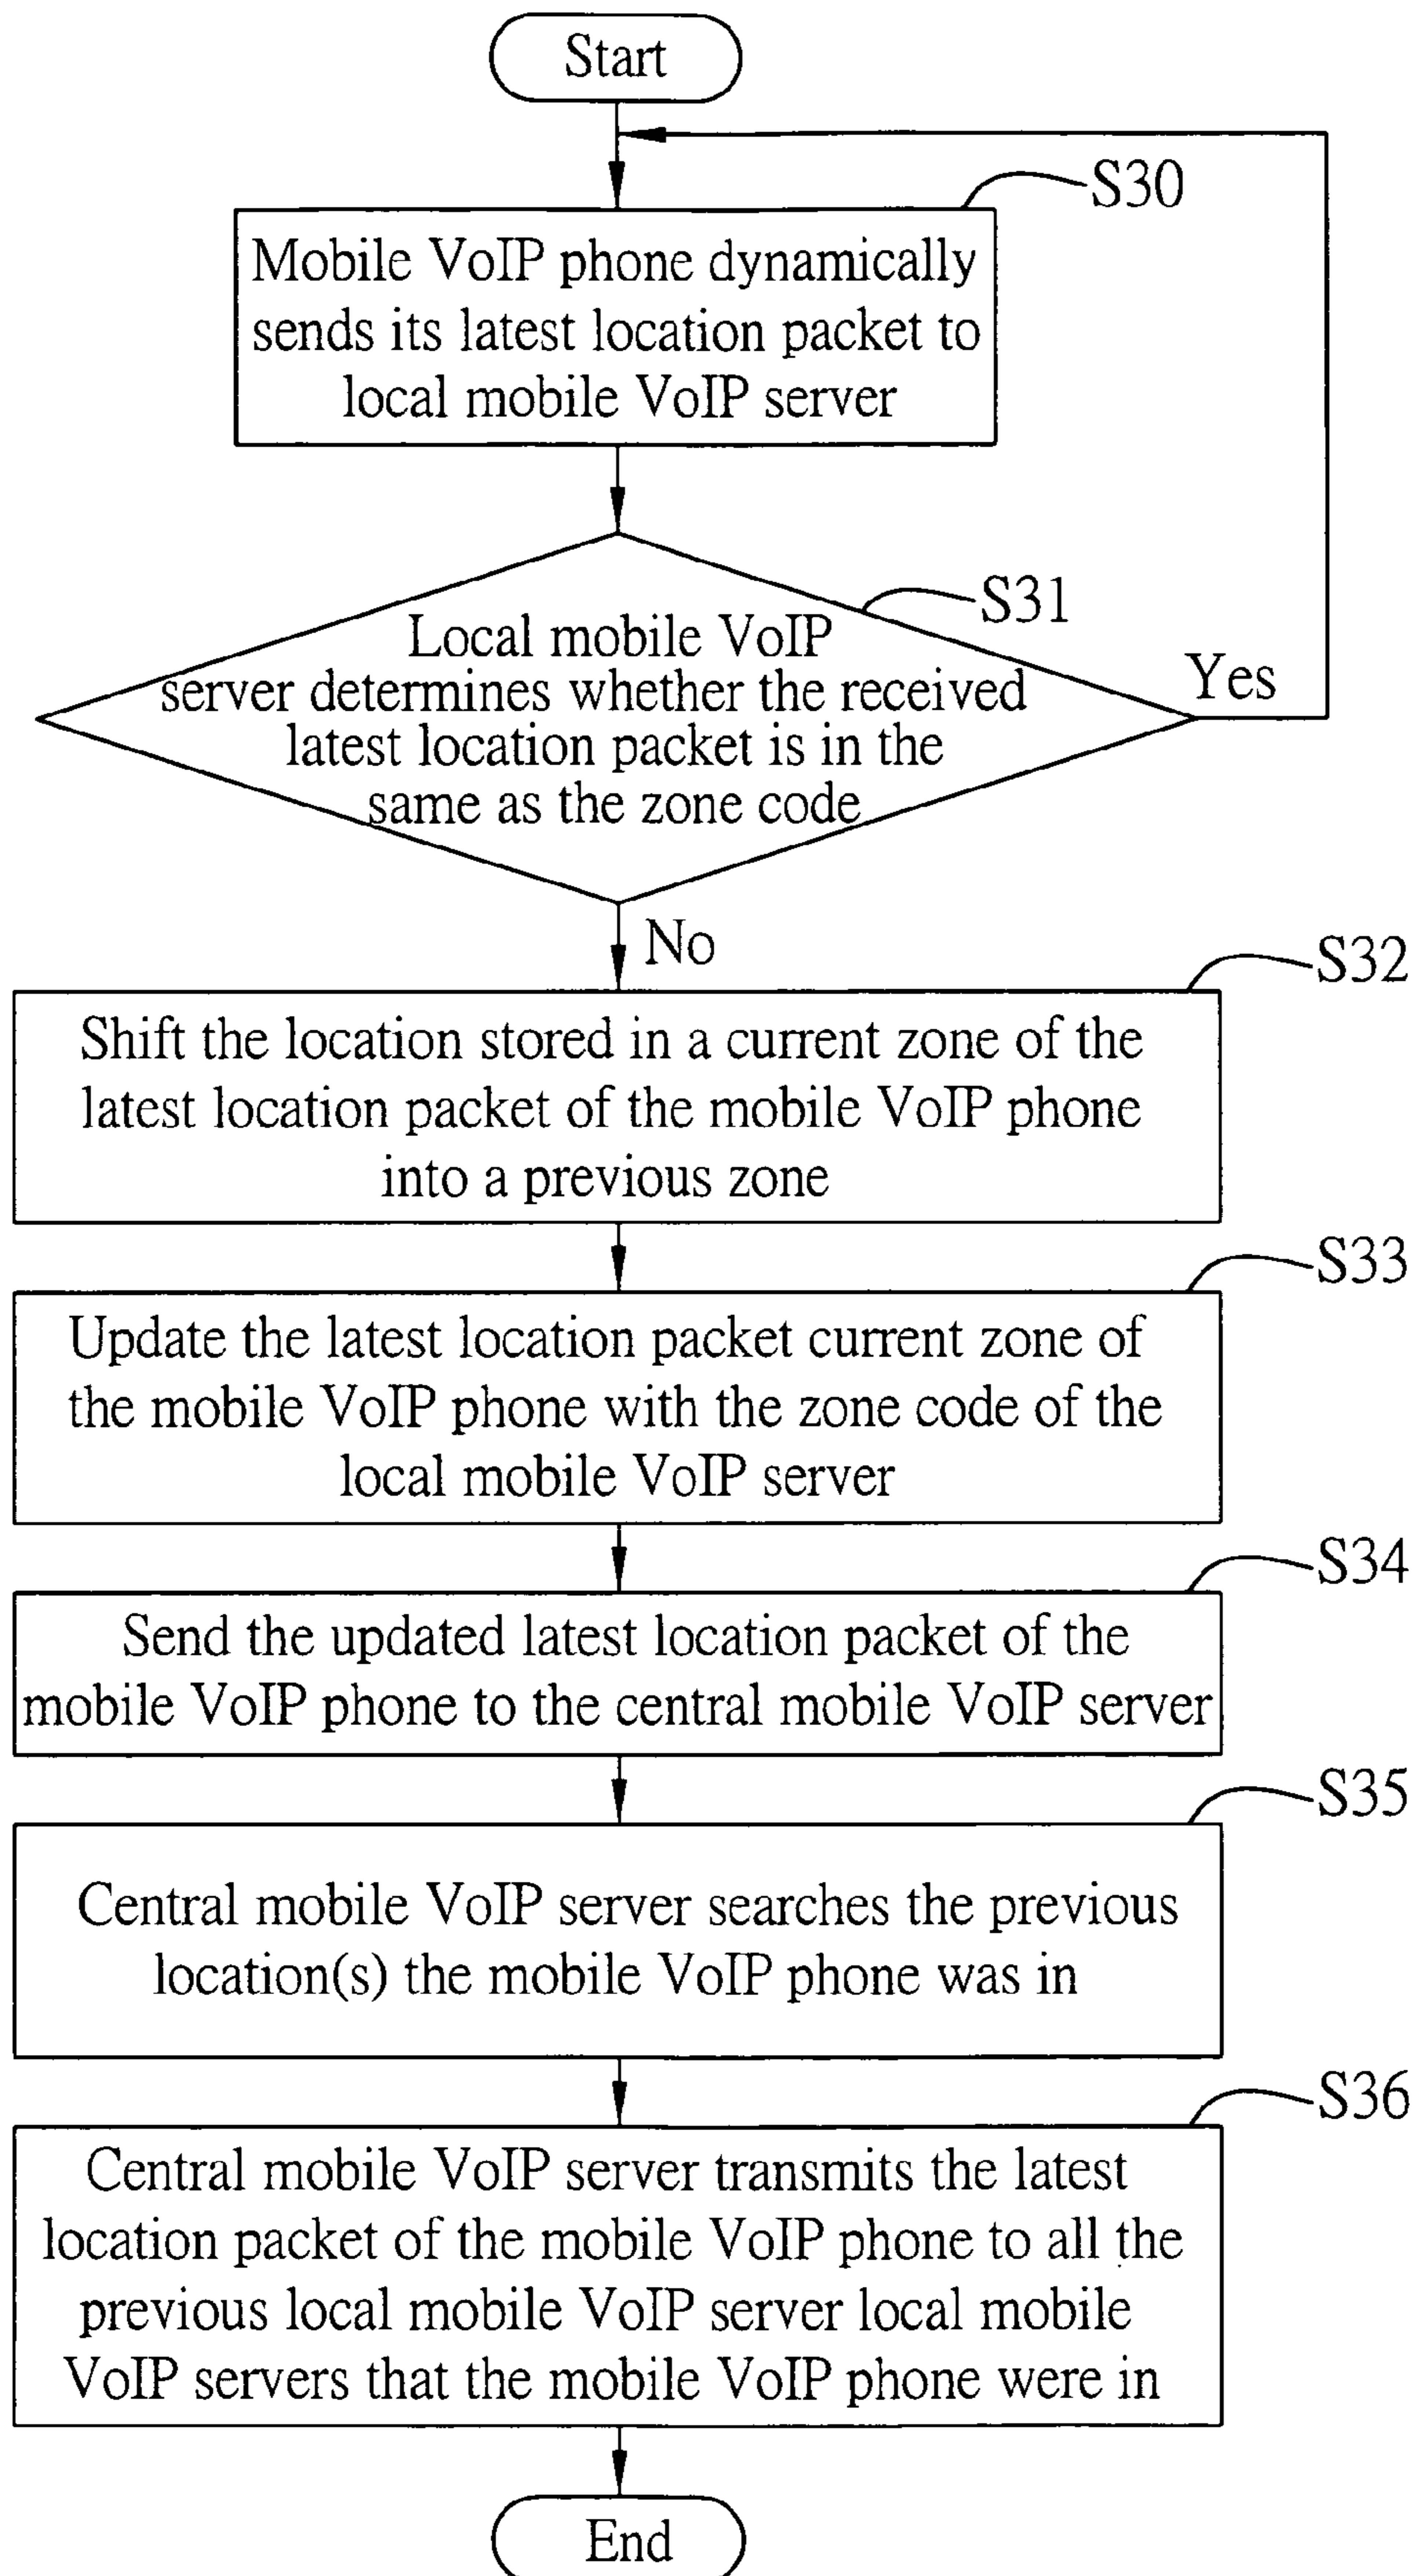 Start
S30
Mobile VoIP phone dynamically
sends its latest location packet to
local mobile VoIP server
S31
Local mobile VoIP
server determines whether the received
latest location packet is in the
same as the zone code
Yes
No
S32
Shift the location stored in a current zone of the
latest location packet of the mobile VoIP phone
into a previous zone
S33
Update the latest location packet current zone of
the mobile VoIP phone with the zone code of the
local mobile VoIP server
S34
Send the updated latest location packet of the
mobile VoIP phone to the central mobile VoIP server
S35
Central mobile VoIP server searches the previous
location(s) the mobile VoIP phone was in
S36
Central mobile VoIP server transmits the latest
location packet of the mobile VoIP phone to all the
previous local mobile VoIP server local mobile
VoIP servers that the mobile VoIP phone were in
End